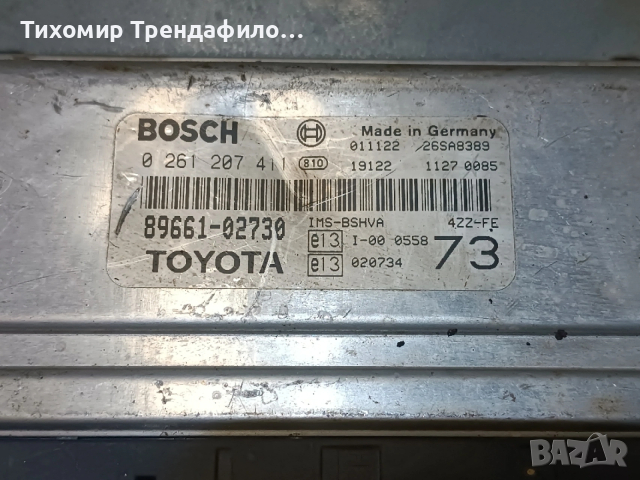 Тихомир Трендафило...
BOSCH
Made in Germany
0 261 207 411
810
011122 26SA8389
19122 1127 0085
89661-02730
IMS-BSHVA
4ZZ-FE
TOYOTA
e13 I-00 0558
e13 020734
73
BAZAR